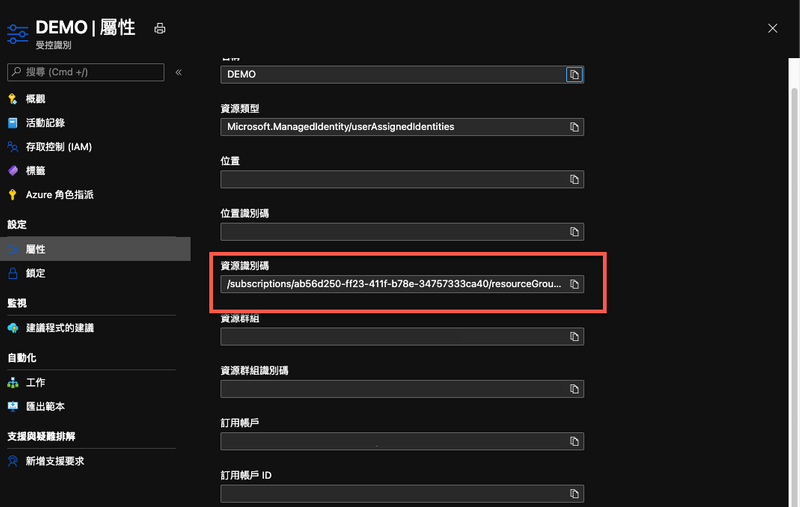 DEMO | 屬性
受控識別
搜尋 (Cmd +/)
«
概觀
活動記錄
存取控制 (IAM)
標籤
Azure 角色指派
設定
屬性
鎖定
監視
建議程式的建議
自動化
工作
匯出範本
支援與疑難排解
新增支援要求
DEMO
資源類型
Microsoft.ManagedIdentity/userAssignedIdentities
位置
位置識別碼
資源識別碼
/subscriptions/ab56d250-ff23-411f-b78e-34757333ca40/resourceGrou...
資源群組
資源群組識別碼
訂用帳戶
訂用帳戶 ID